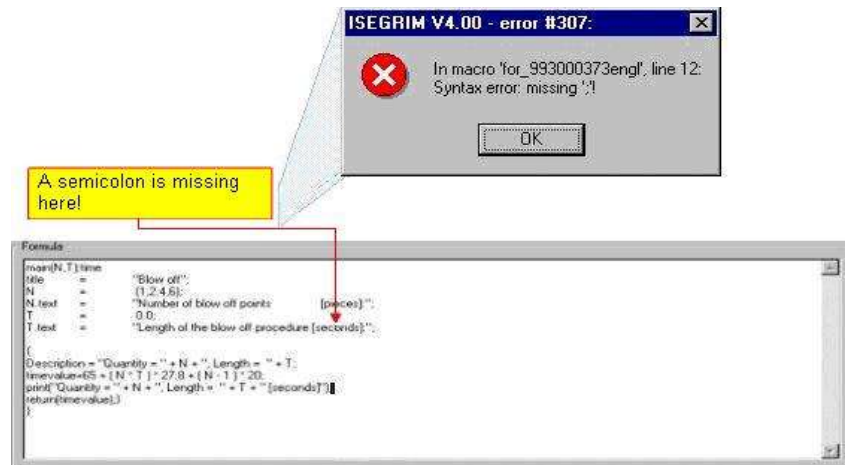 ISEGRIM V4.00 - error #307:
In macro 'for_993000373engl', line 12:
Syntax error: missing ';'!
OK
A semicolon is missing
here!
Formula
main(N,T):time
title = "Blow off";
N = {1,2,4,6};
N.text = "Number of blow off points [pieces]:";
T = 0.0;
T.text = "Length of the blow off procedure [seconds]:";
{
Description = "Quantity = " + N + ", Length = " + T;
timevalue=65 + ( N * T ) * 27.8 + ( N - 1 ) * 20;
print("Quantity = " + N + ", Length = " + T + " [seconds]")
return(timevalue);}
}